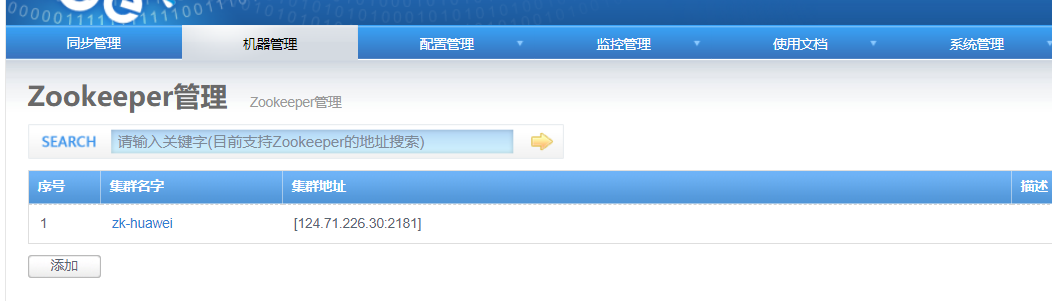 000011111111001
同步管理 机器管理 配置管理 监控管理 使用文档 系统管理
Zookeeper管理 Zookeeper管理
SEARCH 请输入关键字(目前支持Zookeeper的地址搜索)
序号 集群名字 集群地址 描述
1 zk-huawei [124.71.226.30:2181]
添加